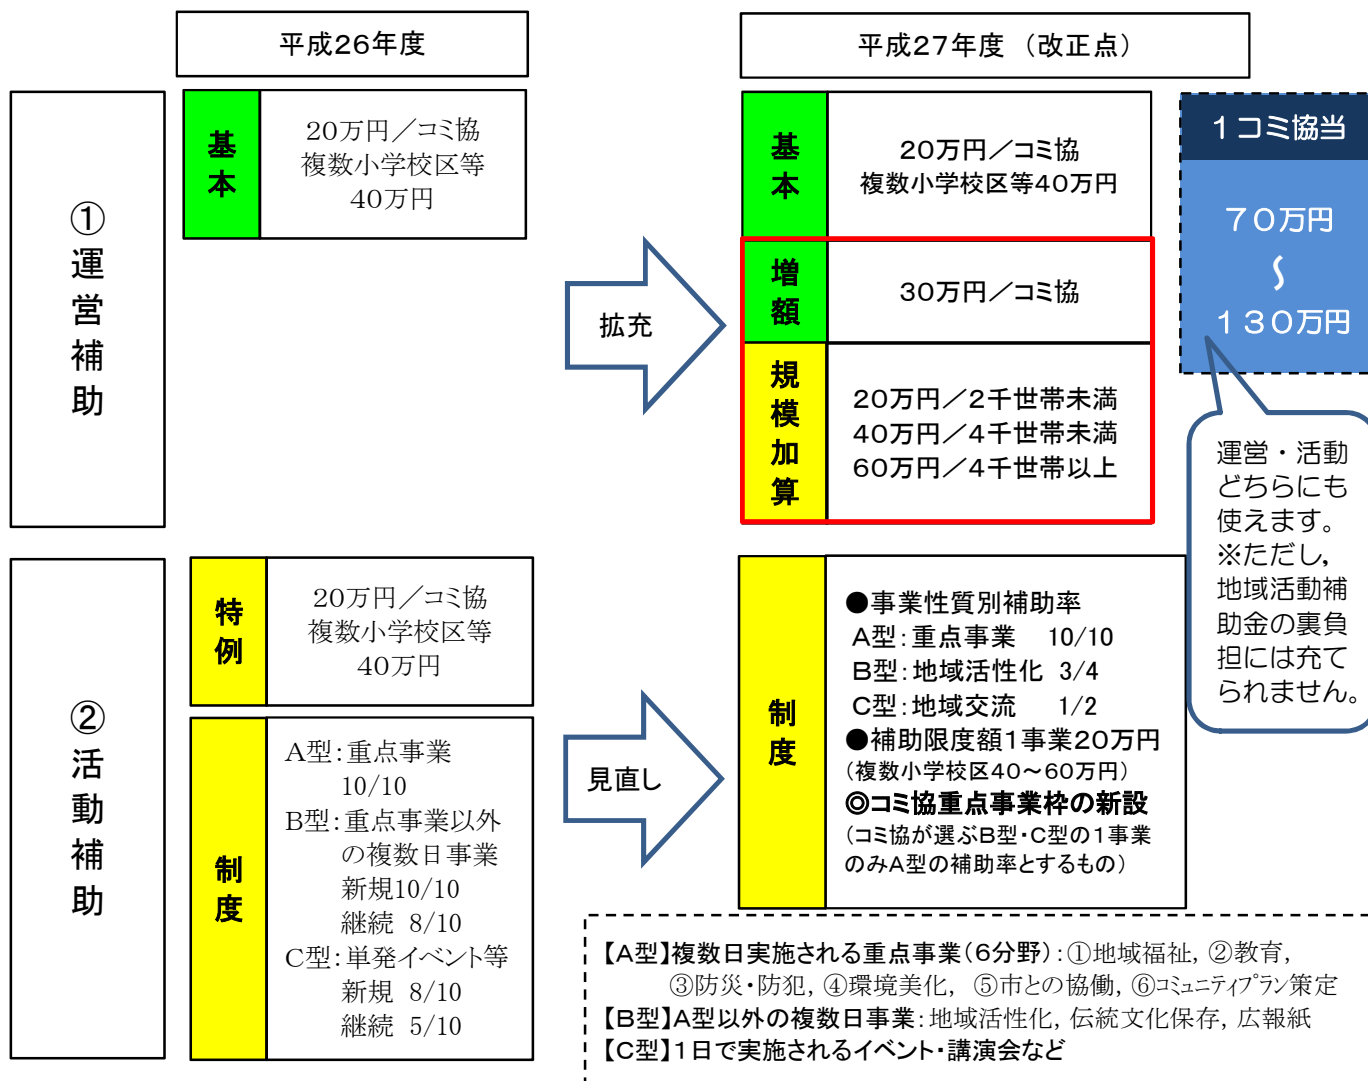 平成26年度
平成27年度 （改正点）
①
運
営
補
助
基
本
20万円／コミ協
複数小学校区等
40万円
拡充
基
本
20万円／コミ協
複数小学校区等40万円
増
額
30万円／コミ協
規
模
加
算
20万円／2千世帯未満
40万円／4千世帯未満
60万円／4千世帯以上
１コミ協当
７０万円
〜
１３０万円
運営・活動
どちらにも
使えます。
※ただし，
地域活動補
助金の裏負
担には充て
られません。
②
活
動
補
助
特
例
20万円／コミ協
複数小学校区等
40万円
制
度
A型：重点事業
10/10
B型：重点事業以外
の複数日事業
新規10/10
継続 8/10
C型：単発イベント等
新規 8/10
継続 5/10
見直し
制
度
●事業性質別補助率
A型：重点事業 10/10
B型：地域活性化 3/4
C型：地域交流 1/2
●補助限度額1事業20万円
（複数小学校区40〜60万円）
◎コミ協重点事業枠の新設
（コミ協が選ぶB型・C型の1事業
のみA型の補助率とするもの）
【A型】複数日実施される重点事業（6分野）：①地域福祉，②教育，
③防災・防犯，④環境美化， ⑤市との協働，⑥コミュニティプラン策定
【B型】A型以外の複数日事業：地域活性化，伝統文化保存，広報紙
【C型】1日で実施されるイベント・講演会など